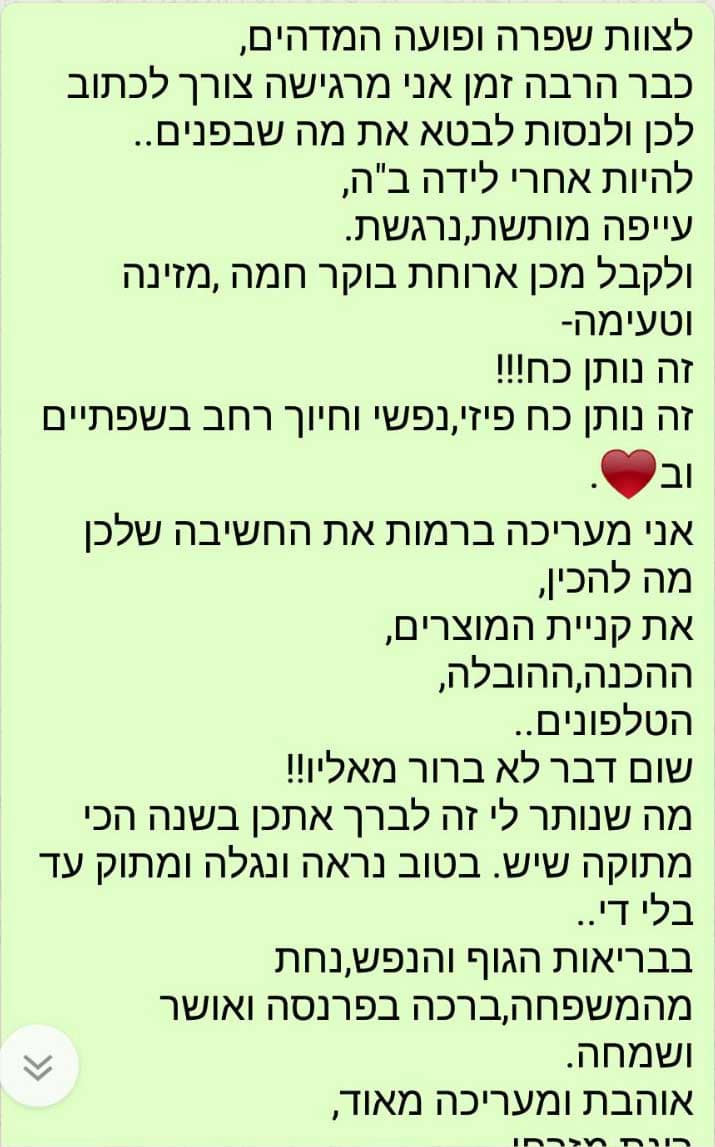 לצוות שפרה ופועה המדהים,
כבר הרבה זמן אני מרגישה צורך לכתוב
לכן ולנסות לבטא את מה שבפנים..
להיות אחרי לידה ב"ה,
עייפה מותשת,נרגשת.
ולקבל מכן ארוחת בוקר חמה ,מזינה
וטעימה-
זה נותן כח!!!
זה נותן כח פיזי,נפשי וחיוך רחב בשפתיים
וב❤️.
אני מעריכה ברמות את החשיבה שלכן
מה להכין,
את קניית המוצרים,
ההכנה,ההובלה,
הטלפונים..
שום דבר לא ברור מאליו!!
מה שנותר לי זה לברך אתכן בשנה הכי
מתוקה שיש. בטוב נראה ונגלה ומתוק עד
בלי די..
בבריאות הגוף והנפש,נחת
מהמשפחה,ברכה בפרנסה ואושר
ושמחה.
אוהבת ומעריכה מאוד,